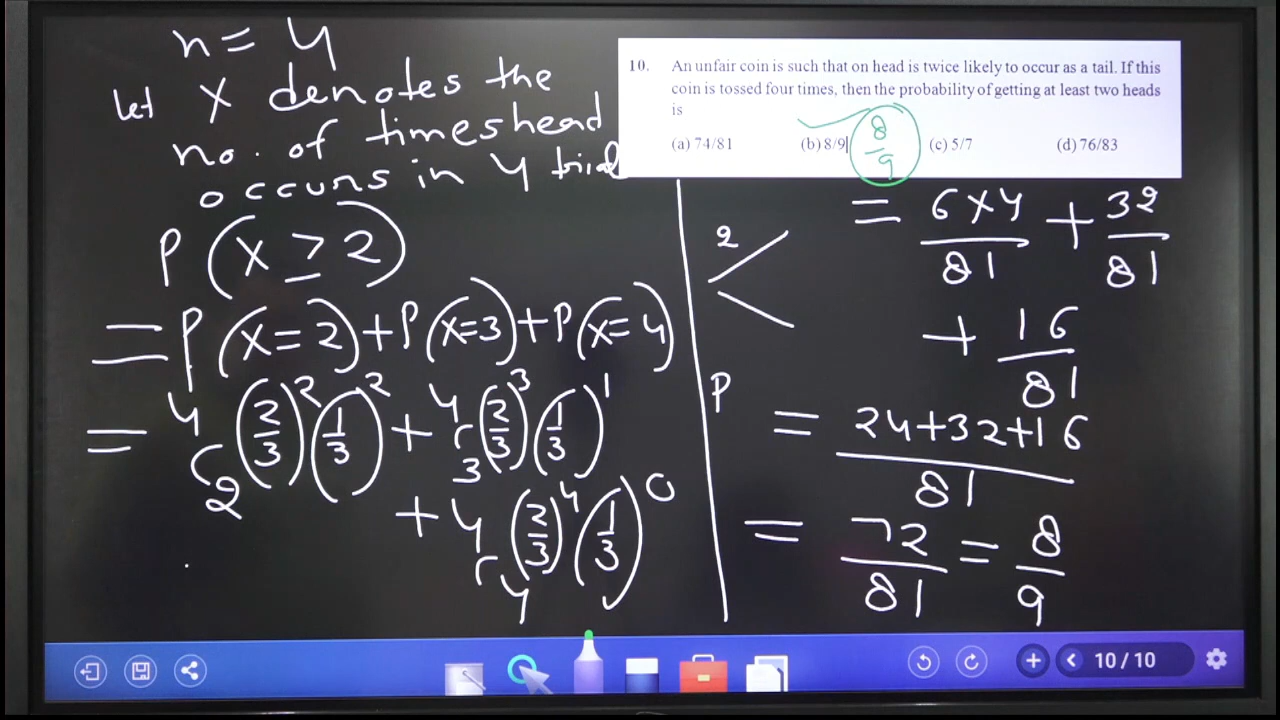 n = 4
let X denotes the
no. of times head
occurs in 4 trial
P(X ≥ 2)
= P(X=2) + P(X=3) + P(X=4)
= 4C2 (2/3)^2 (1/3)^2 + 4C3 (2/3)^3 (1/3)^1
+ 4C4 (2/3)^4 (1/3)^0
10. An unfair coin is such that on head is twice likely to occur as a tail. If this
coin is tossed four times, then the probability of getting at least two heads
is
(a) 74/81 (b) 8/9 8/9 (c) 5/7 (d) 76/83
2
P
= 6×4/81 + 32/81
+ 16/81
= 24+32+16/81
= 72/81 = 8/9
10 / 10